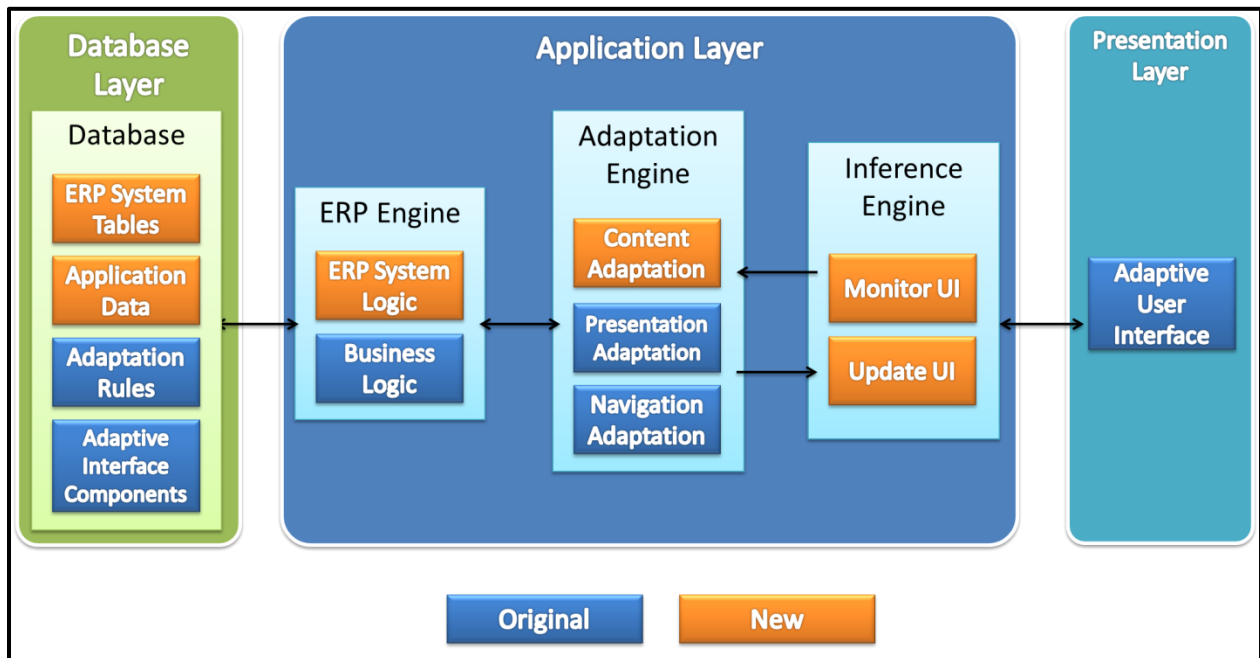 Database
Layer
Database
ERP System
Tables
Application
Data
Adaptation
Rules
Adaptive
Interface
Components
Application Layer
ERP Engine
ERP System
Logic
Business
Logic
Adaptation
Engine
Content
Adaptation
Presentation
Adaptation
Navigation
Adaptation
Inference
Engine
Monitor UI
Update UI
Presentation
Layer
Adaptive
User
Interface
Original
New